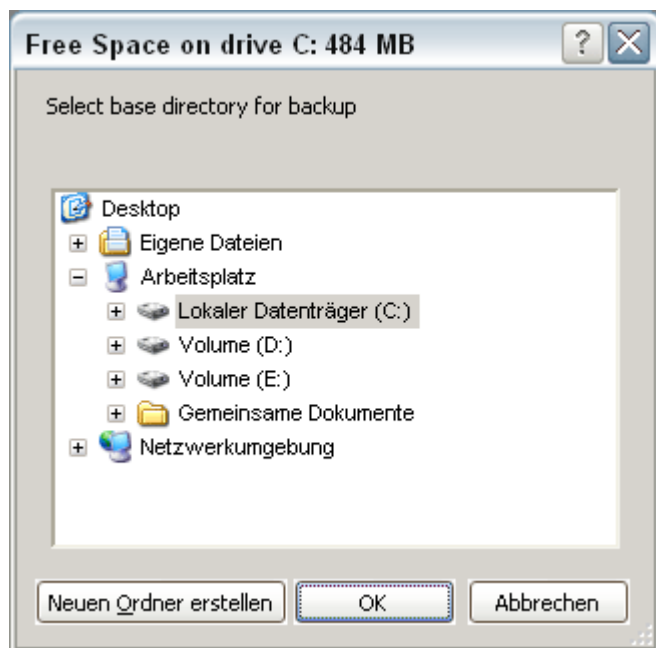 Free Space on drive C: 484 MB
Select base directory for backup
Desktop
Eigene Dateien
Arbeitsplatz
Lokaler Datenträger (C:)
Volume (D:)
Volume (E:)
Gemeinsame Dokumente
Netzwerkumgebung
Neuen Ordner erstellen OK Abbrechen